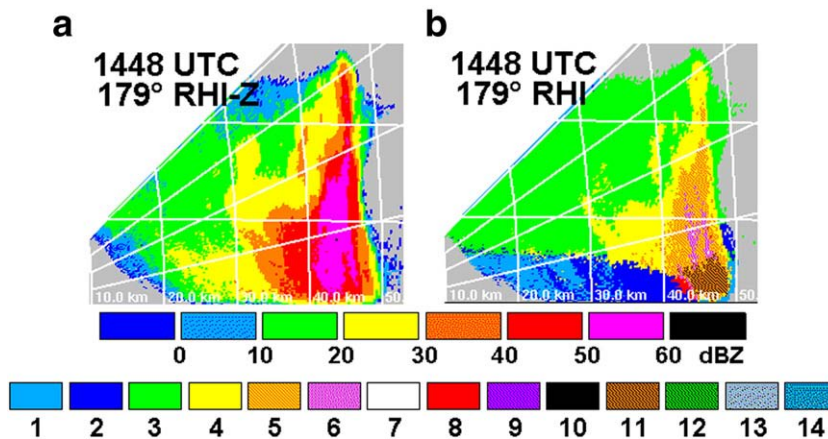 a
1448 UTC
179° RHI-Z
10.0 km 20.0 km 30.0 km 40.0 km 50.
b
1448 UTC
179° RHI
10.0 km 20.0 km 30.0 km 40.0 km 50.
0 10 20 30 40 50 60 dBZ
1 2 3 4 5 6 7 8 9 10 11 12 13 14